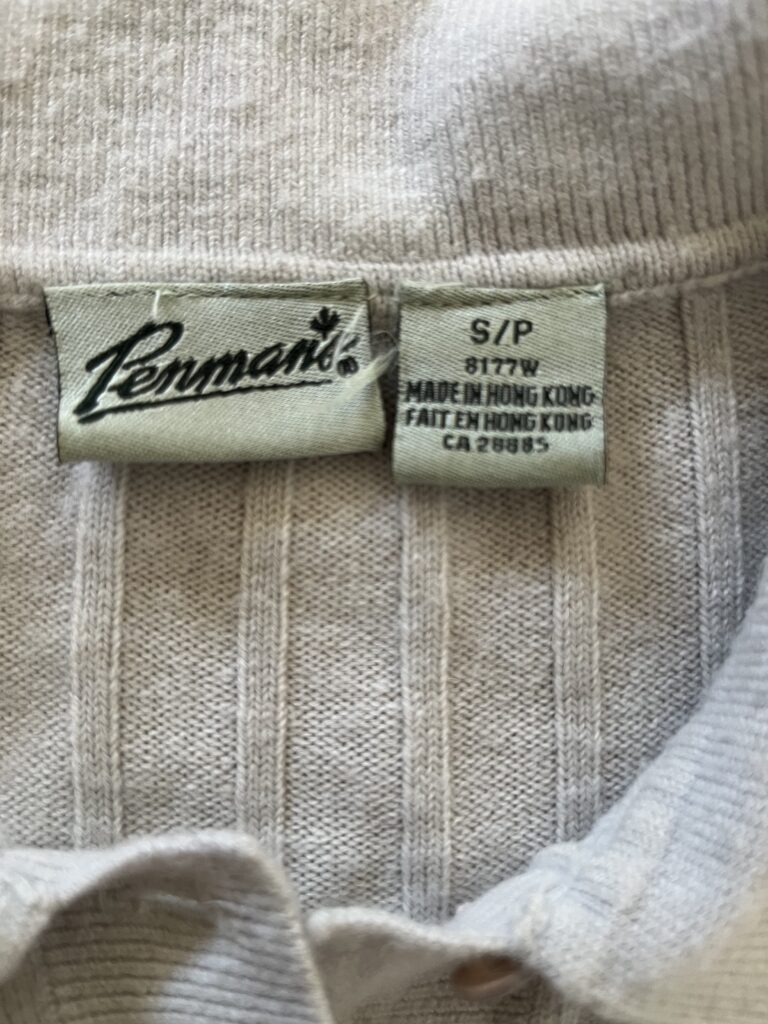 Penmans
®
S/P
8177W
MADE IN HONG KONG
FAIT EN HONG KONG
CA 28885